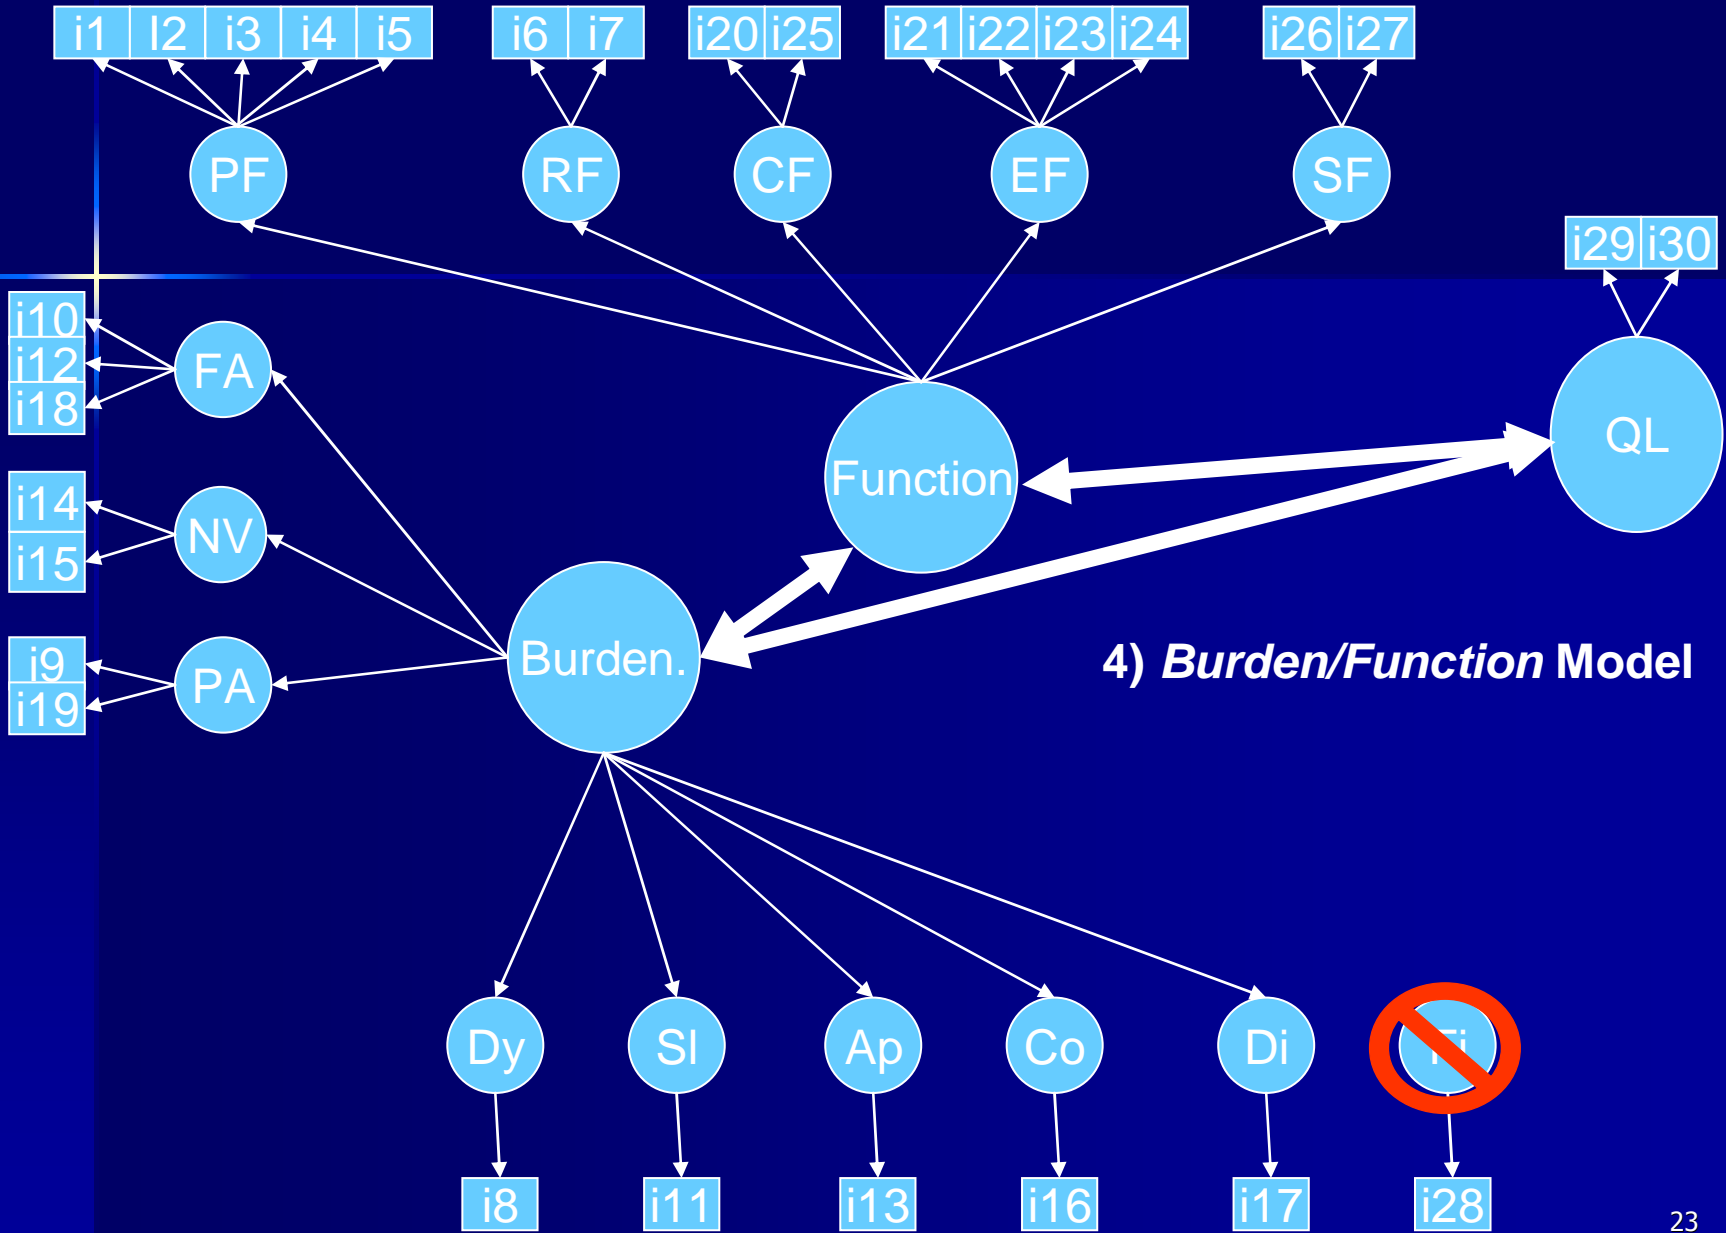 i1 I2 i3 i4 i5 i6 i7 i20 i25 i21 i22 i23 i24 i26 i27
PF RF CF EF SF
i29 i30
i10
i12
i18
FA
QL
Function
i14
i15
NV
Burden.
4) Burden/Function Model
i9
i19
PA
Dy Sl Ap Co Di Fi
i8 i11 i13 i16 i17 i28
23